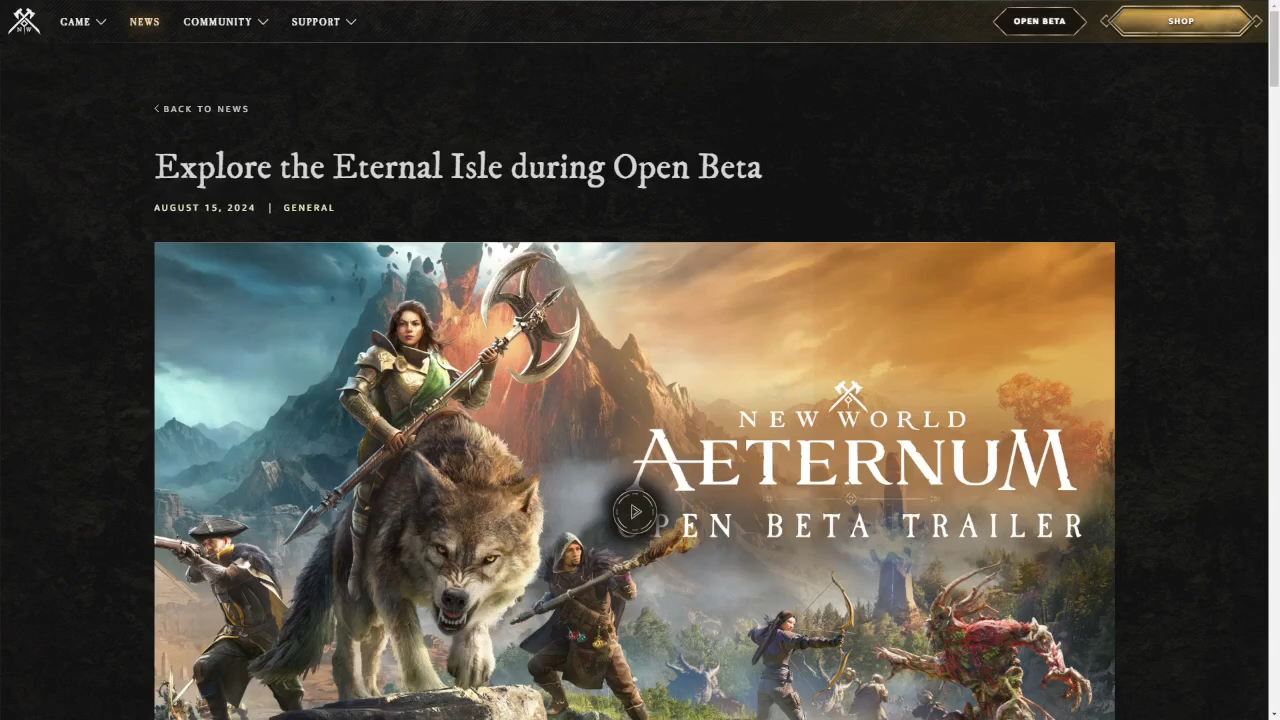 GAME
NEWS
COMMUNITY
SUPPORT
OPEN BETA
SHOP
N W
BACK TO NEWS
Explore the Eternal Isle during Open Beta
AUGUST 15, 2024 | GENERAL
NEW WORLD
AETERNUM
OPEN BETA TRAILER